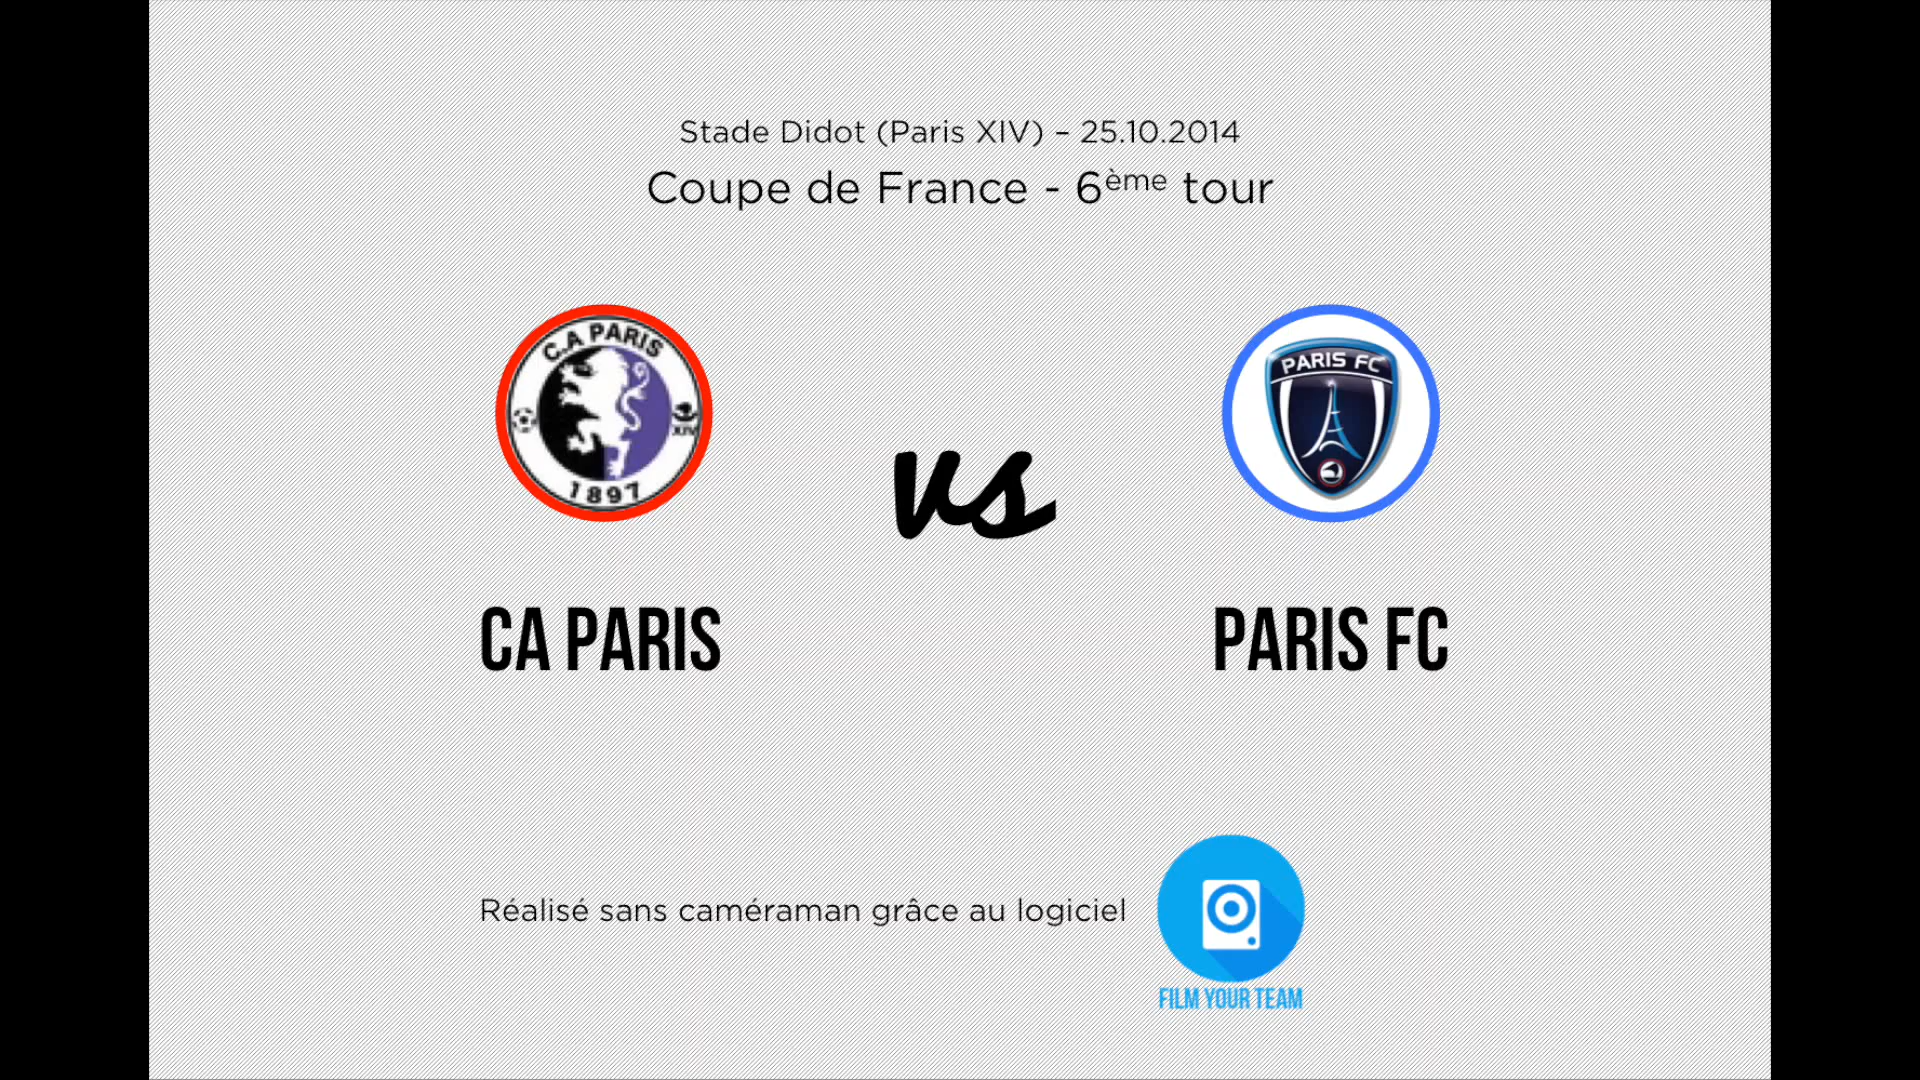 Stade Didot (Paris XIV) – 25.10.2014
Coupe de France - 6ème tour
C.A PARIS
XIV
1897
PARIS FC
vs
CA PARIS
PARIS FC
Réalisé sans caméraman grâce au logiciel
FILM YOUR TEAM